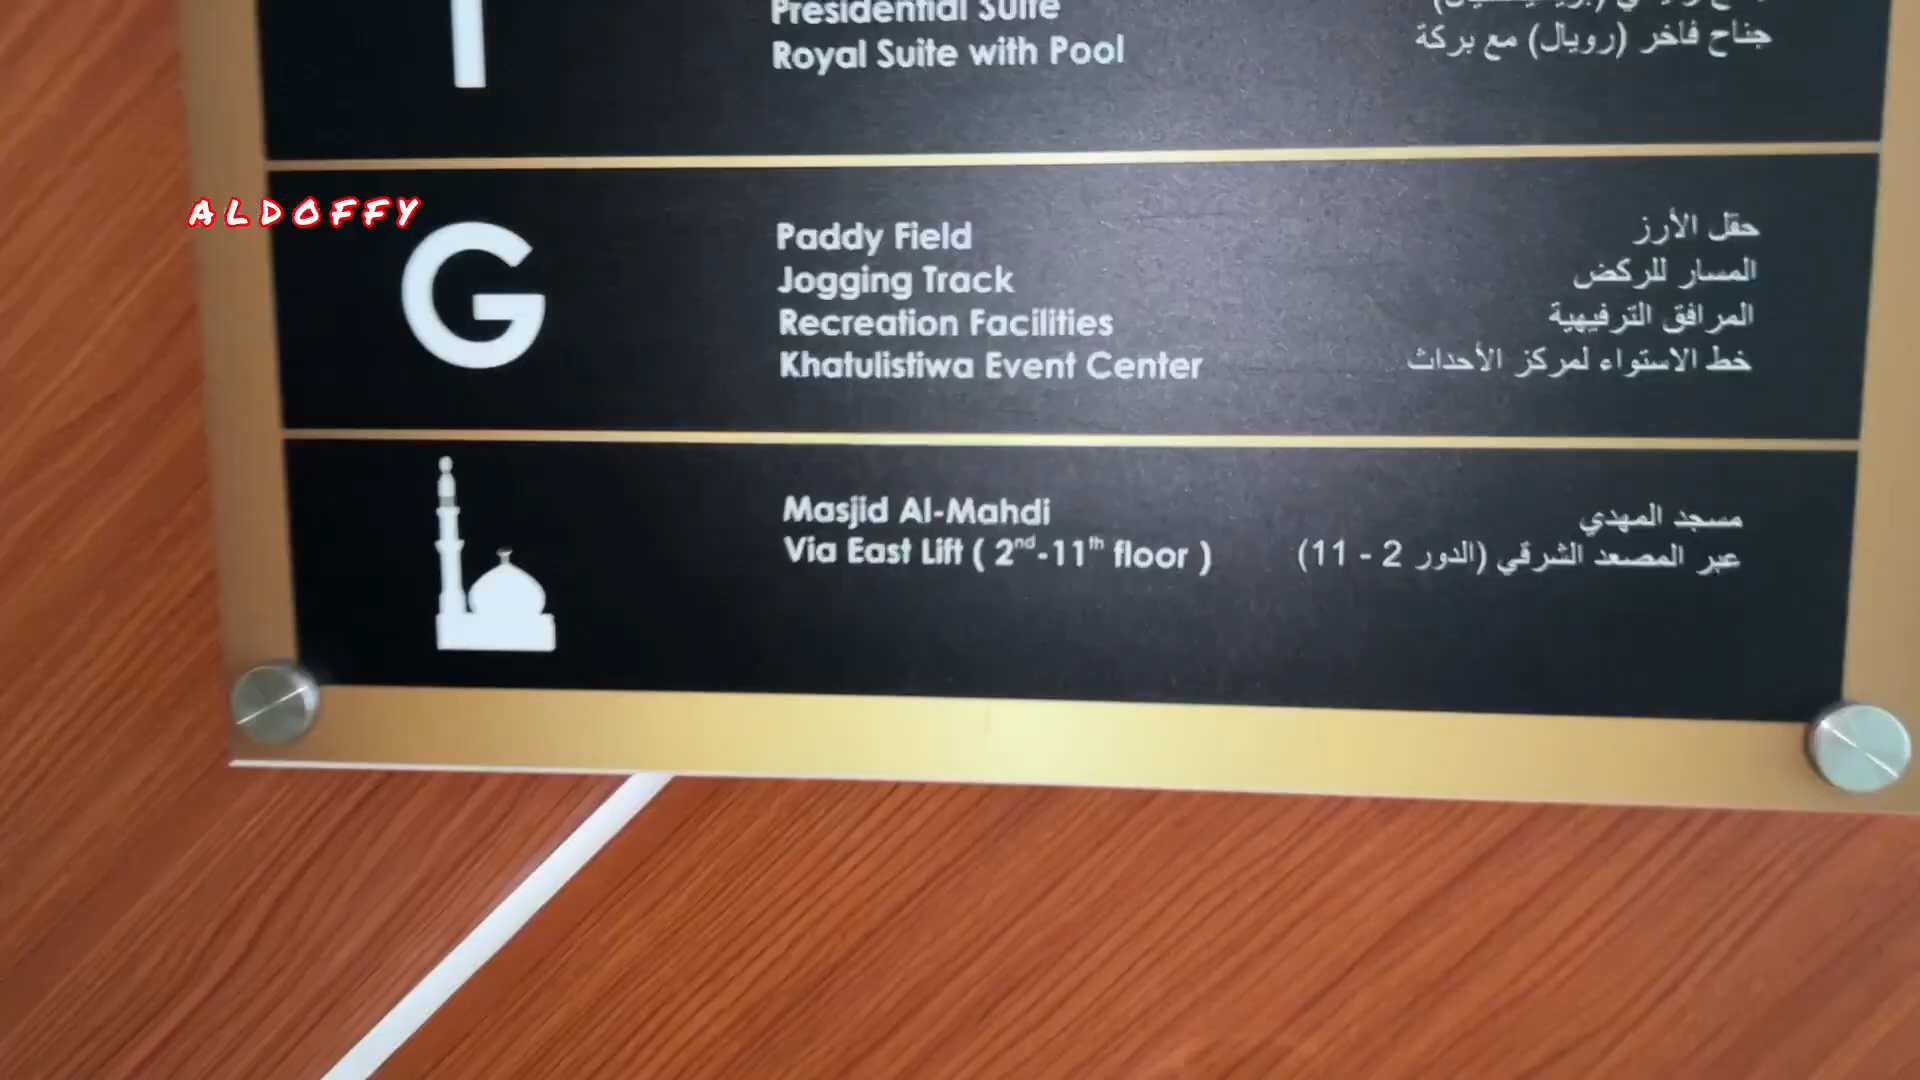 1
Presidential Suite
Royal Suite with Pool
جناح فاخر (رويال) مع بركة
ALDOFFY
G
Paddy Field
Jogging Track
Recreation Facilities
Khatulistiwa Event Center
حقل الأرز
المسار للركض
المرافق الترفيهية
خط الاستواء لمركز الأحداث
Masjid Al-Mahdi
Via East Lift ( 2nd-11th floor )
مسجد المهدي
عبر المصعد الشرقي (الدور 2 - 11)